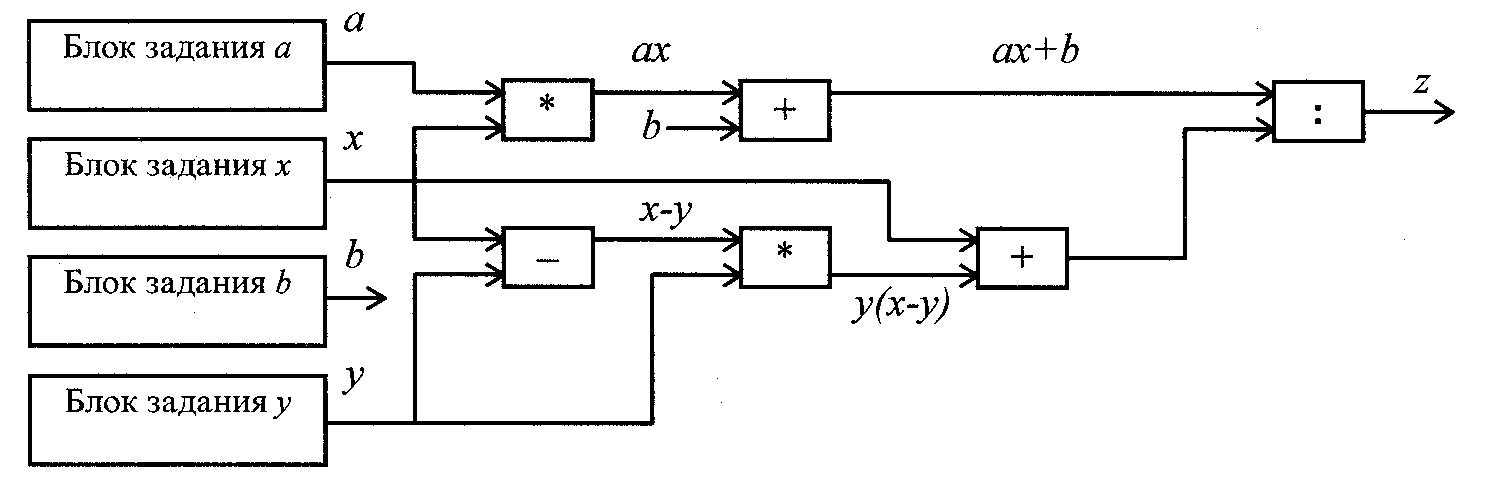 a
Блок задания a
ax
ax+b
z
*
b
+
:
x
Блок задания x
x-y
b
–
*
+
Блок задания b
y(x-y)
y
Блок задания y